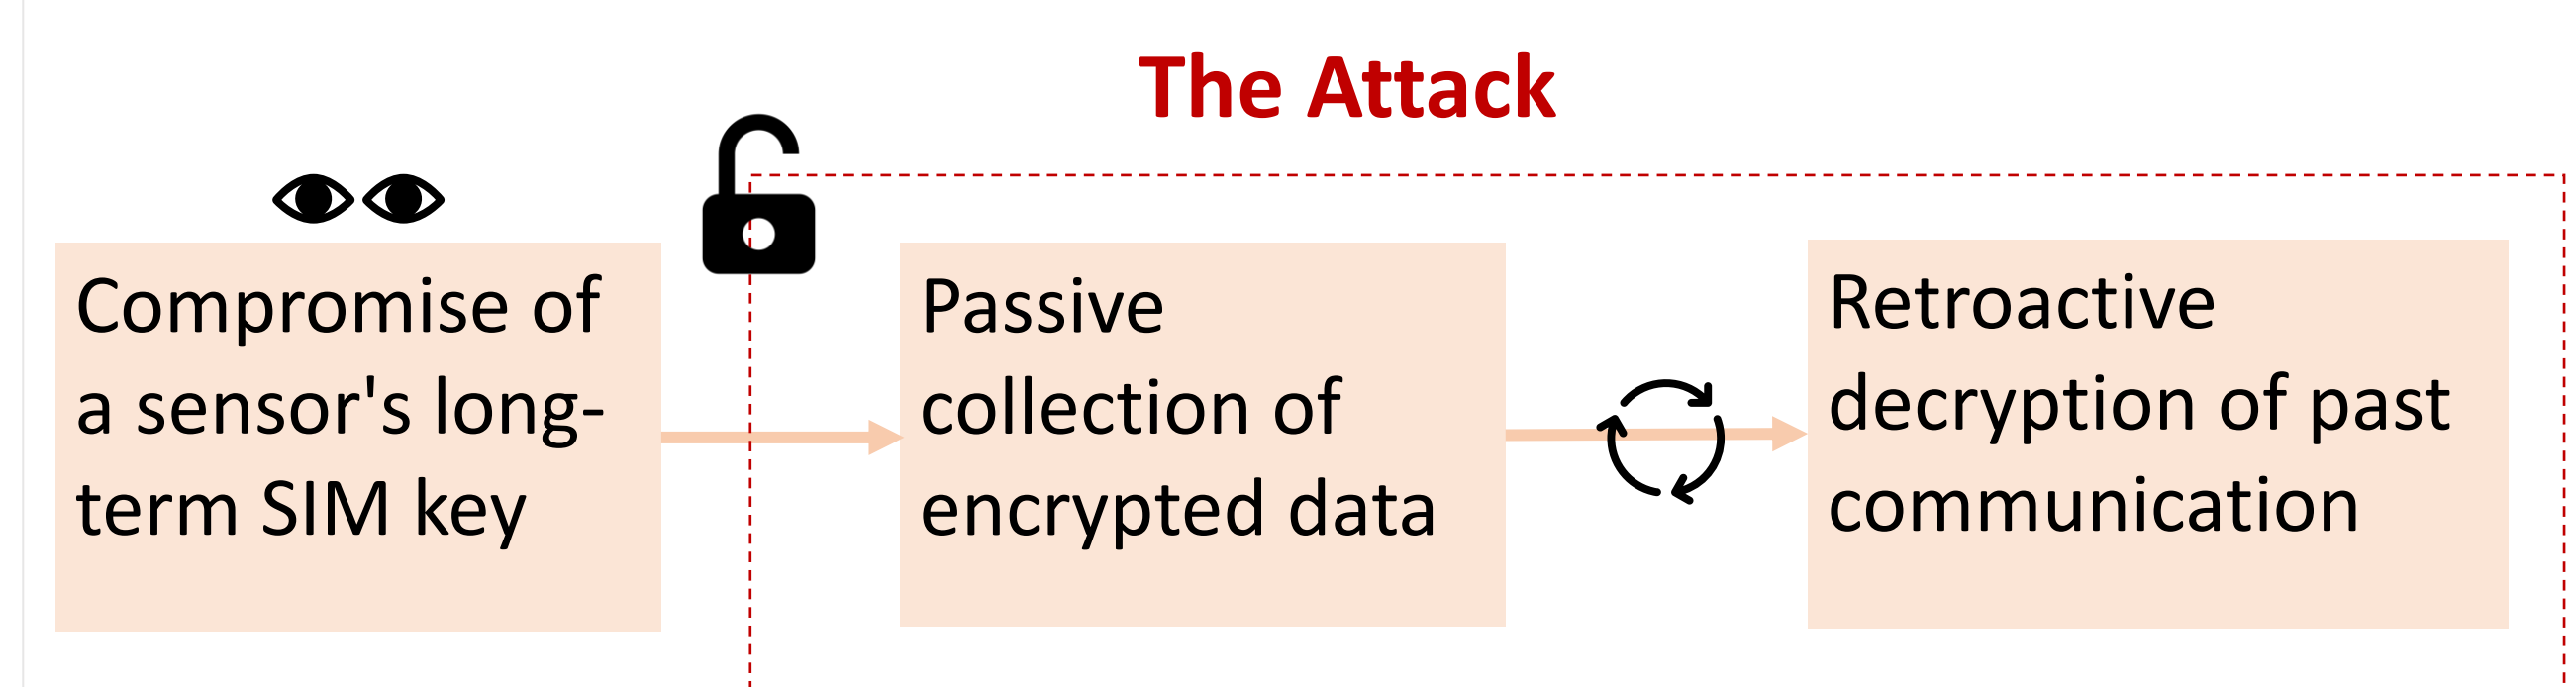 The Attack
Compromise of
a sensor's long-
term SIM key
Passive
collection of
encrypted data
Retroactive
decryption of past
communication